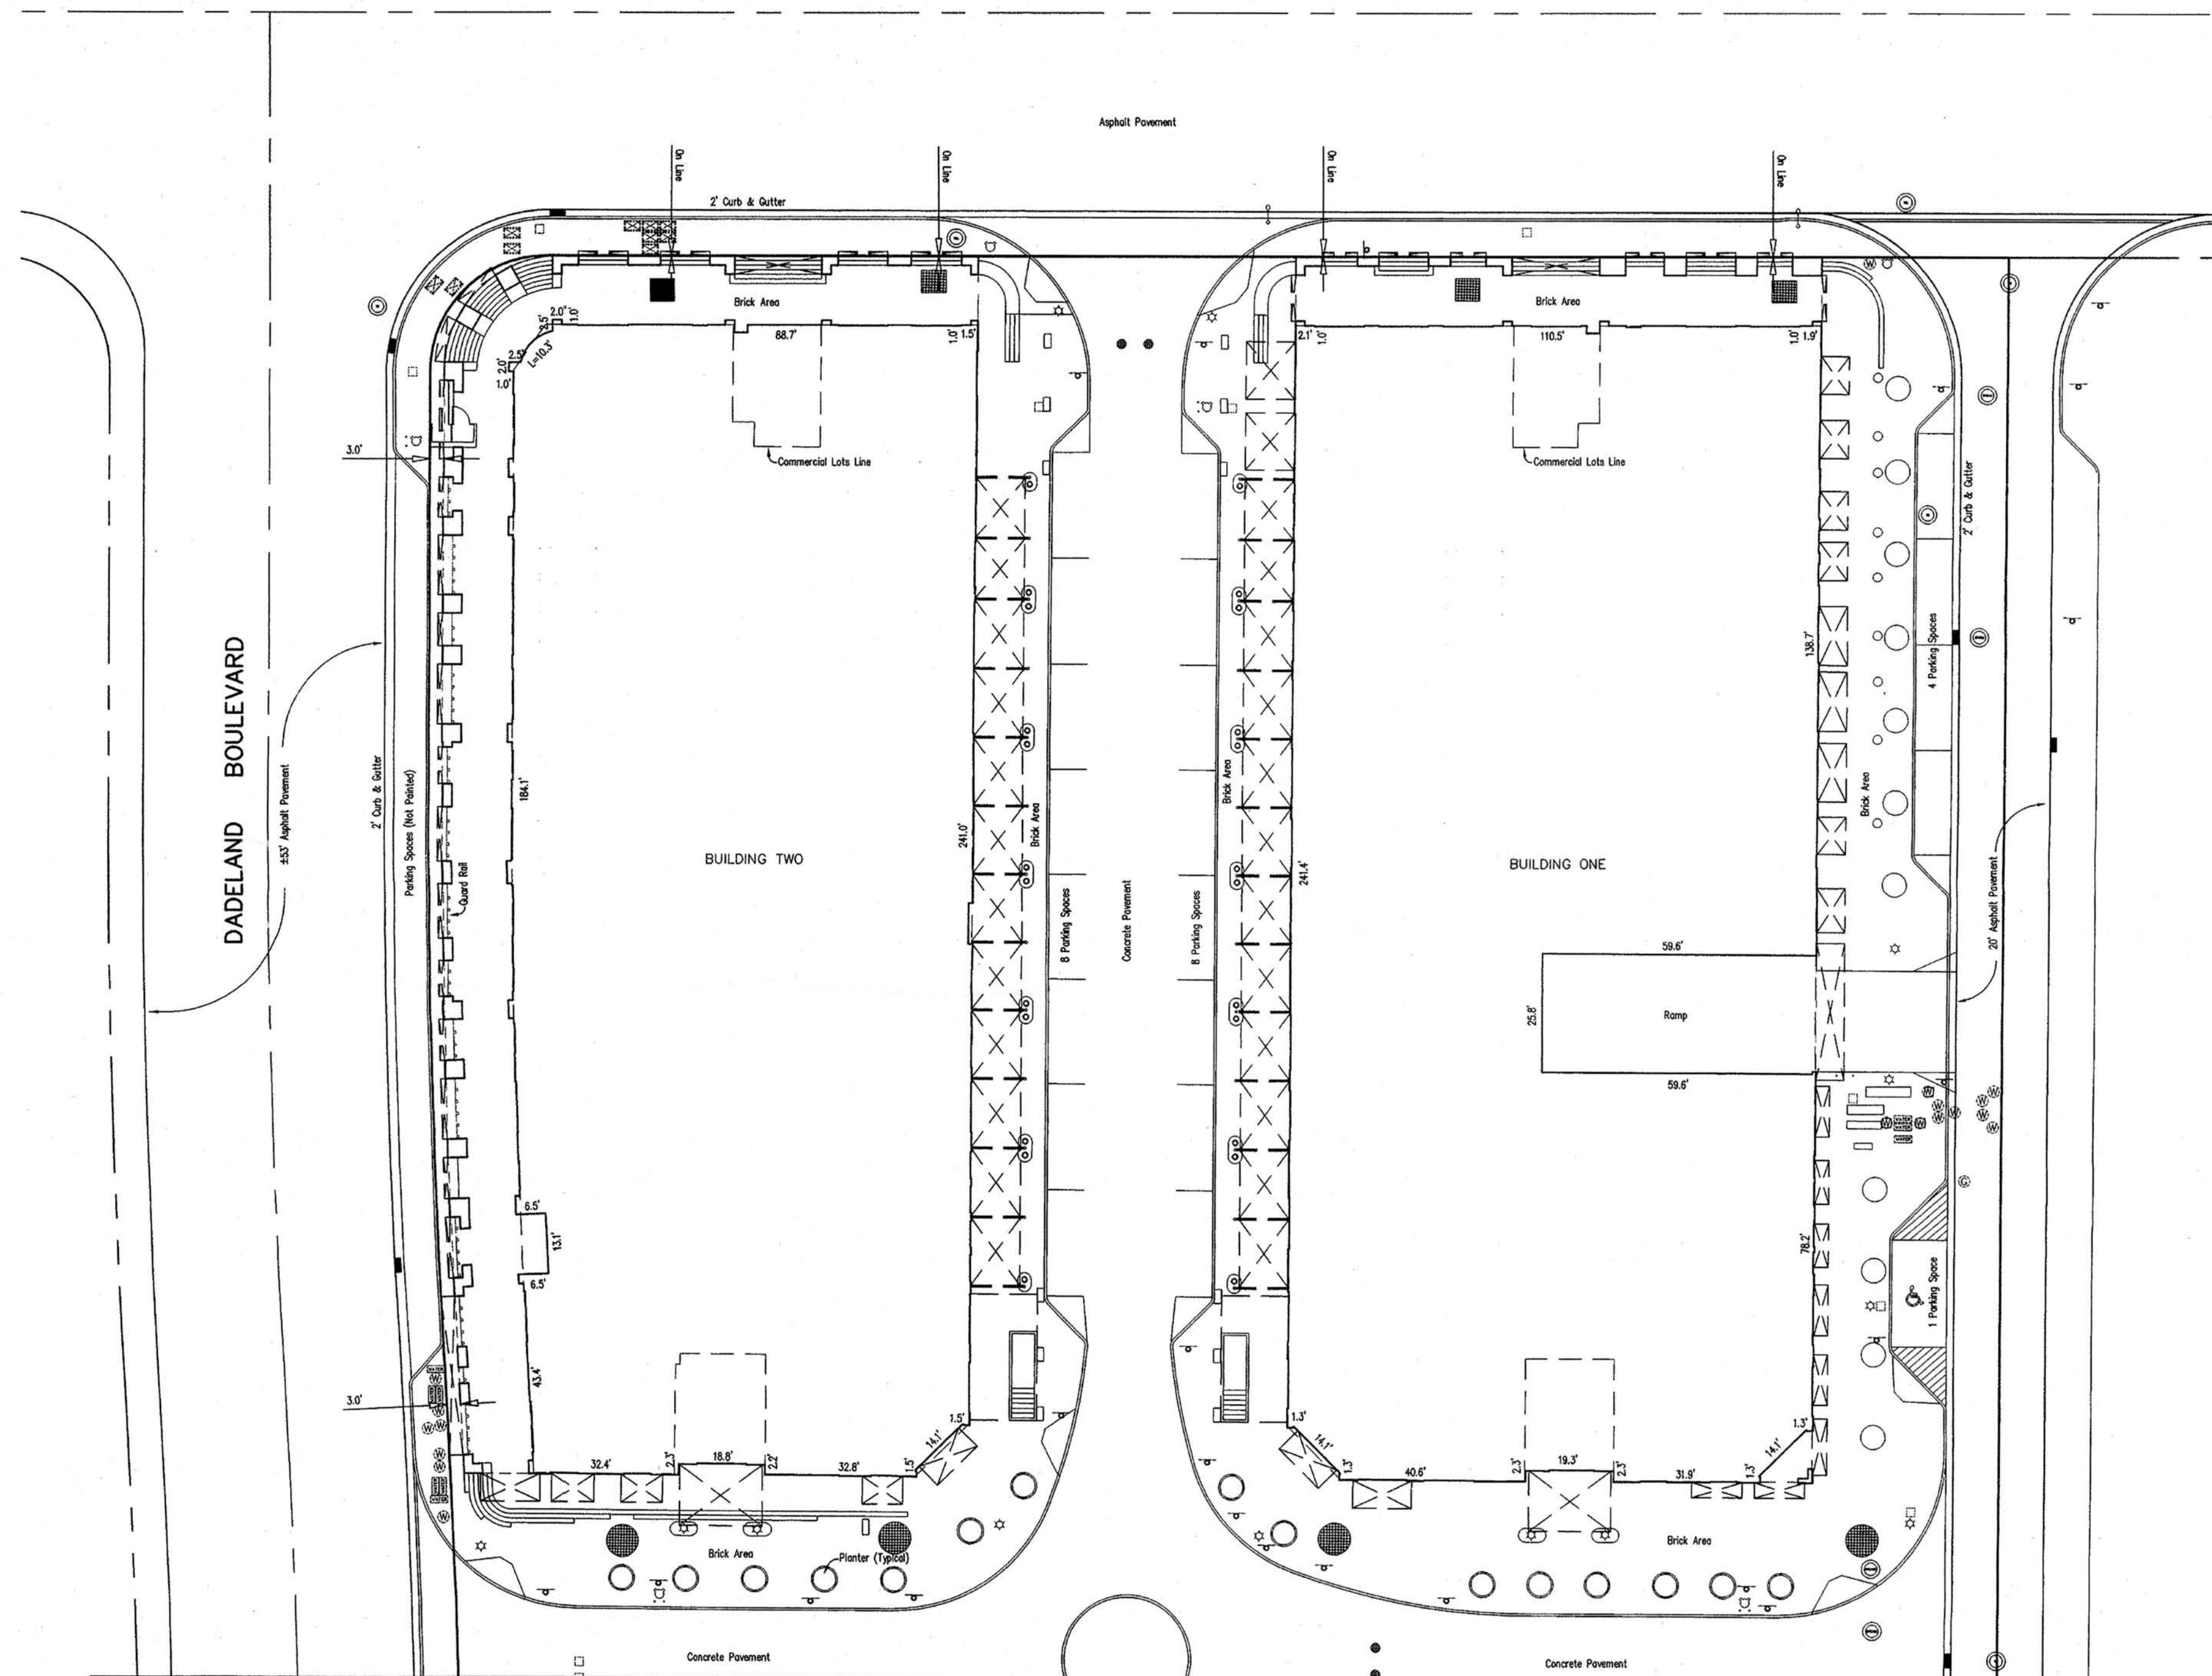 Asphalt Pavement
On Line
On Line
On Line
On Line
2' Curb & Gutter
Brick Area
Brick Area
2.0'
1.0'
2.5'
L=10.3'
2.5'
2.0'
1.0'
88.7'
1.0'
1.5'
2.1'
1.0'
110.5'
1.0'
1.9'
3.0'
Commercial Lots Line
Commercial Lots Line
2' Curb & Gutter
DADELAND BOULEVARD
±53' Asphalt Pavement
2' Curb & Gutter
Parking Spaces (Not Painted)
Guard Rail
184.1'
BUILDING TWO
241.0'
Brick Area
8 Parking Spaces
Concrete Pavement
8 Parking Spaces
Brick Area
241.4'
BUILDING ONE
138.7'
Brick Area
4 Parking Spaces
20' Asphalt Pavement
59.6'
25.8'
Ramp
59.6'
WATER
WATER
78.2'
1 Parking Space
6.5'
13.1'
6.5'
43.4'
3.0'
WATER
32.4'
2.3'
18.8'
2.2'
32.8'
1.5'
14.1'
1.5'
1.3'
14.1'
1.3'
40.6'
2.3'
19.3'
2.3'
31.9'
1.3'
14.1'
1.3'
Brick Area
Planter (Typical)
Brick Area
Concrete Pavement
Concrete Pavement